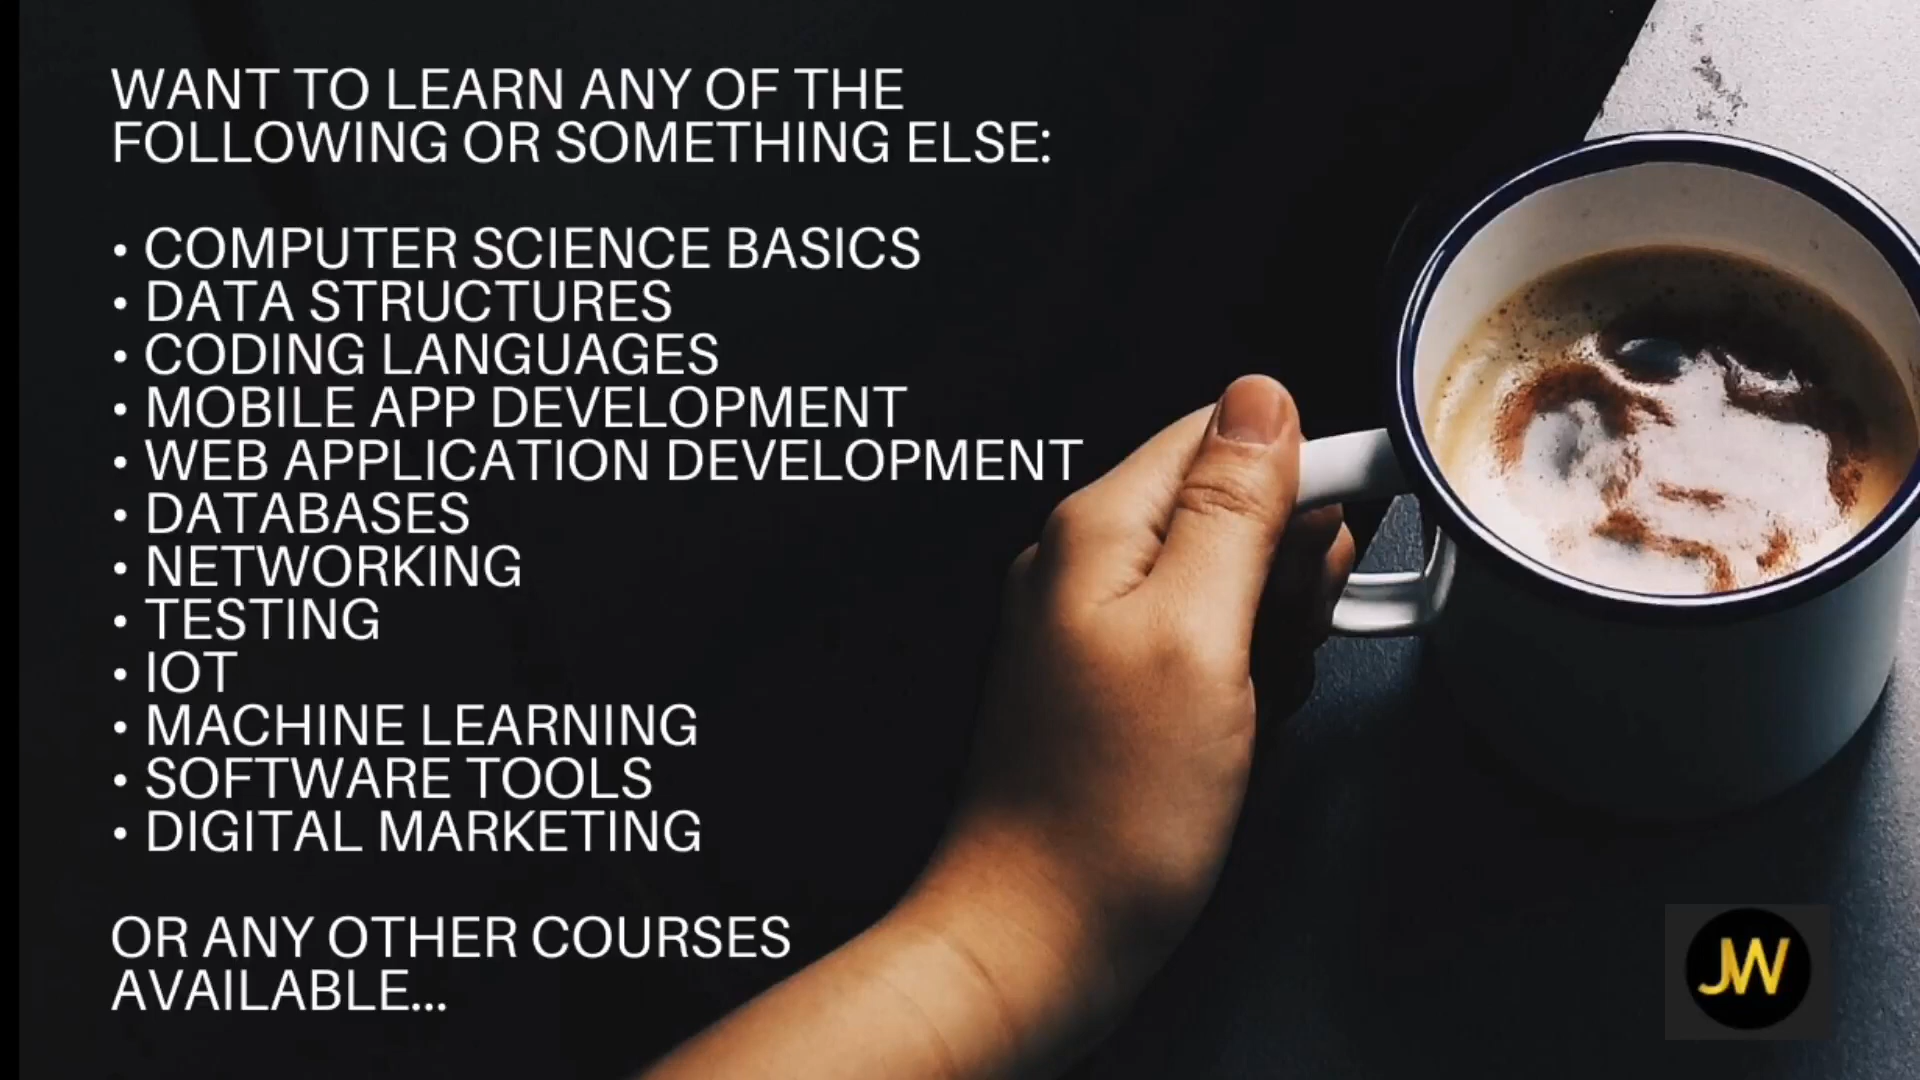 WANT TO LEARN ANY OF THE
FOLLOWING OR SOMETHING ELSE:
• COMPUTER SCIENCE BASICS
• DATA STRUCTURES
• CODING LANGUAGES
• MOBILE APP DEVELOPMENT
• WEB APPLICATION DEVELOPMENT
• DATABASES
• NETWORKING
• TESTING
• IOT
• MACHINE LEARNING
• SOFTWARE TOOLS
• DIGITAL MARKETING
OR ANY OTHER COURSES
AVAILABLE...
JW